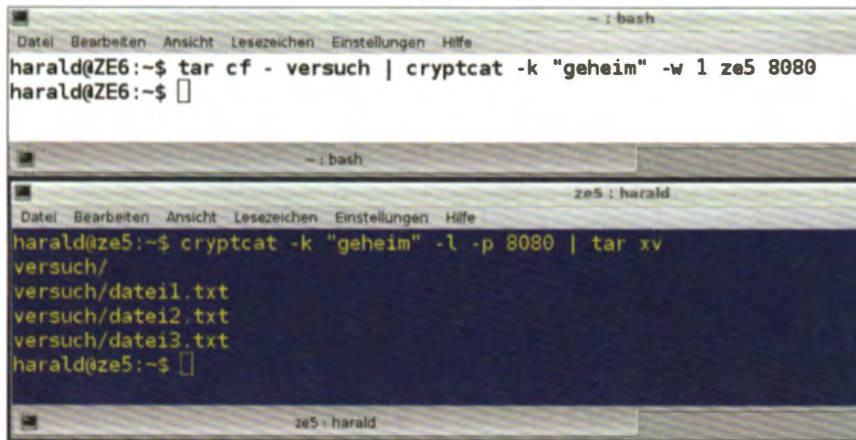 ~ : bash
Datei Bearbeiten Ansicht Lesezeichen Einstellungen Hilfe
harald@ZE6:~$ tar cf - versuch | cryptcat -k "geheim" -w 1 ze5 8080
harald@ZE6:~$
~ : bash
ze5 : harald
Datei Bearbeiten Ansicht Lesezeichen Einstellungen Hilfe
harald@ze5:~$ cryptcat -k "geheim" -l -p 8080 | tar xv
versuch/
versuch/datei1.txt
versuch/datei2.txt
versuch/datei3.txt
harald@ze5:~$
ze5 : harald